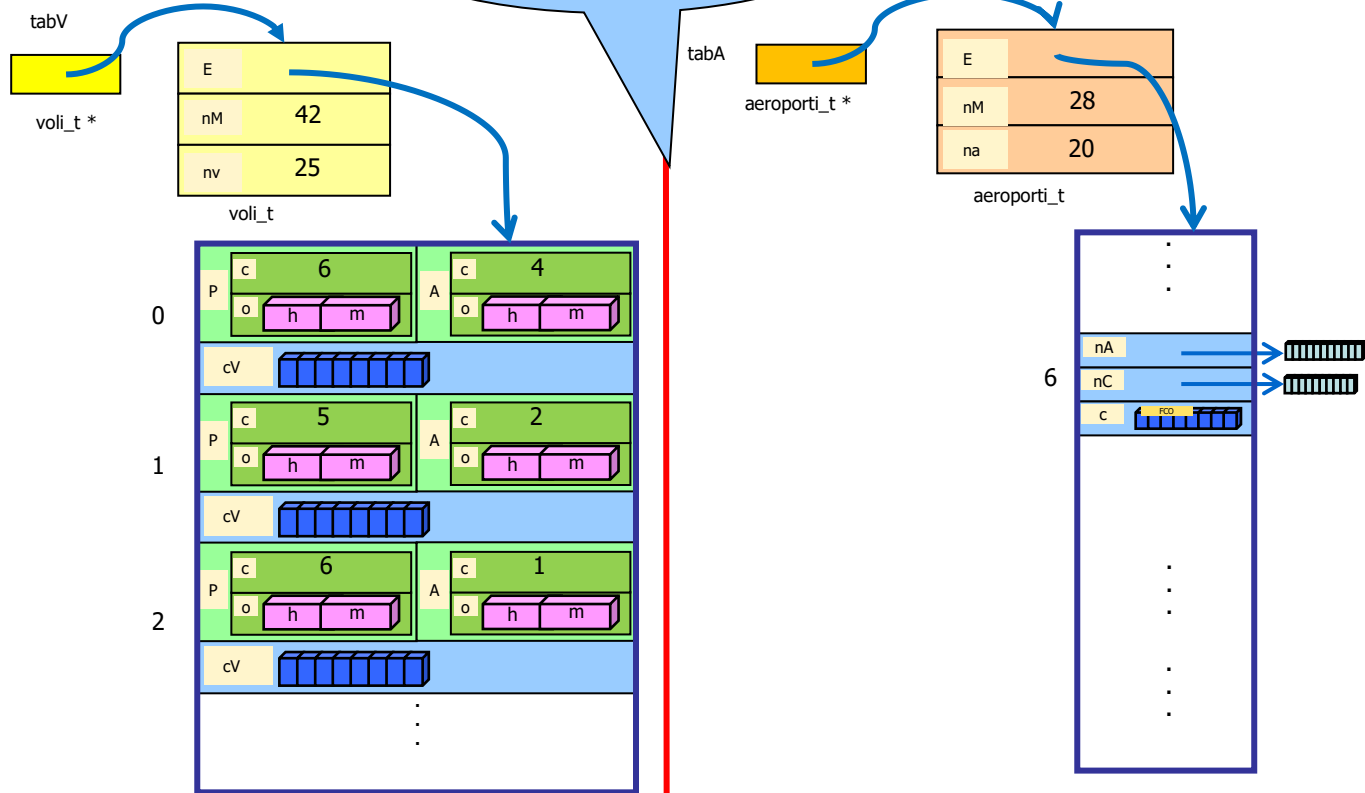 tabV
voli_t *
E
nM 42
nv 25
voli_t
0
P c 6 A c 4
o h m o h m
cV
1
P c 5 A c 2
o h m o h m
cV
2
P c 6 A c 1
o h m o h m
cV
.
.
.
tabA
aeroporti_t *
E
nM 28
na 20
aeroporti_t
.
.
.
6
nA
nC
c FCO
.
.
.
.
.
.